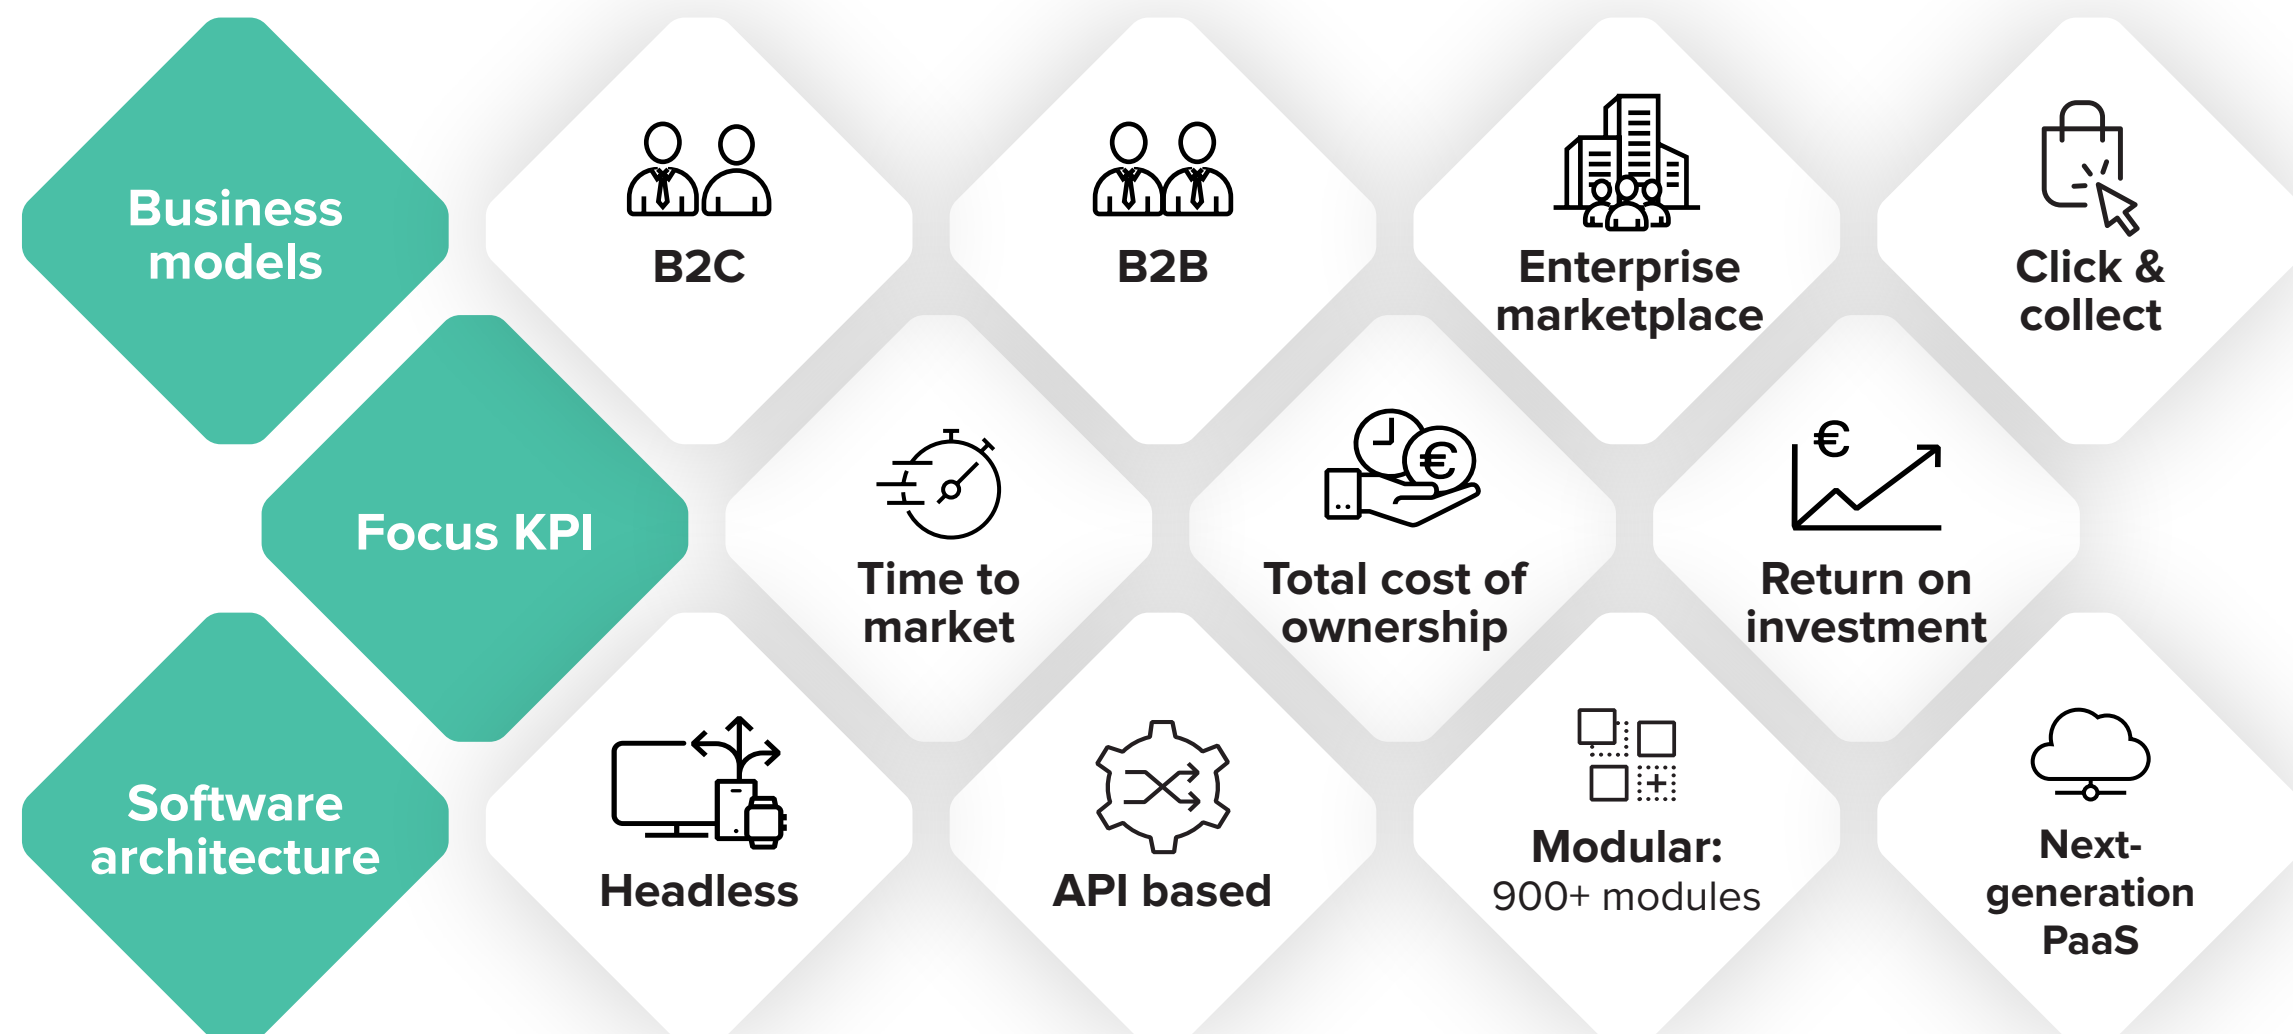 Business
models
B2C
B2B
Enterprise
marketplace
Click &
collect
Focus KPI
Time to
market
Total cost of
ownership
€
€
Return on
investment
Software
architecture
Headless
API based
Modular:
900+ modules
Next-
generation
PaaS